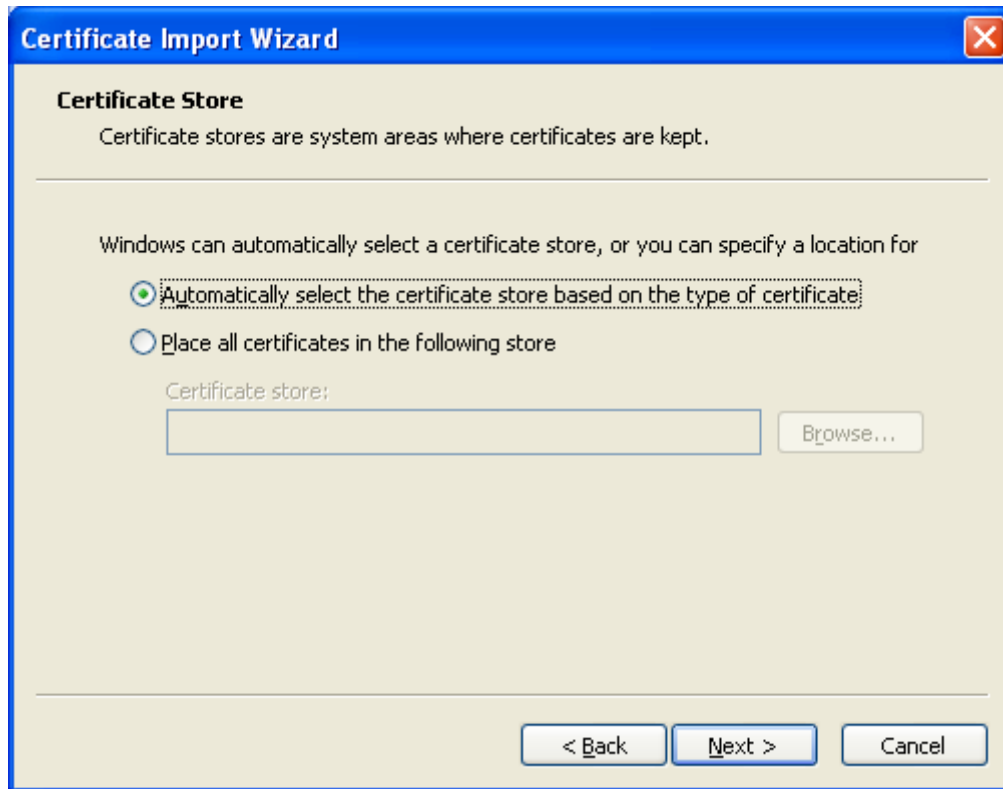 Certificate Import Wizard
Certificate Store
Certificate stores are system areas where certificates are kept.
Windows can automatically select a certificate store, or you can specify a location for
Automatically select the certificate store based on the type of certificate
Place all certificates in the following store
Certificate store:
Browse...
< Back Next > Cancel